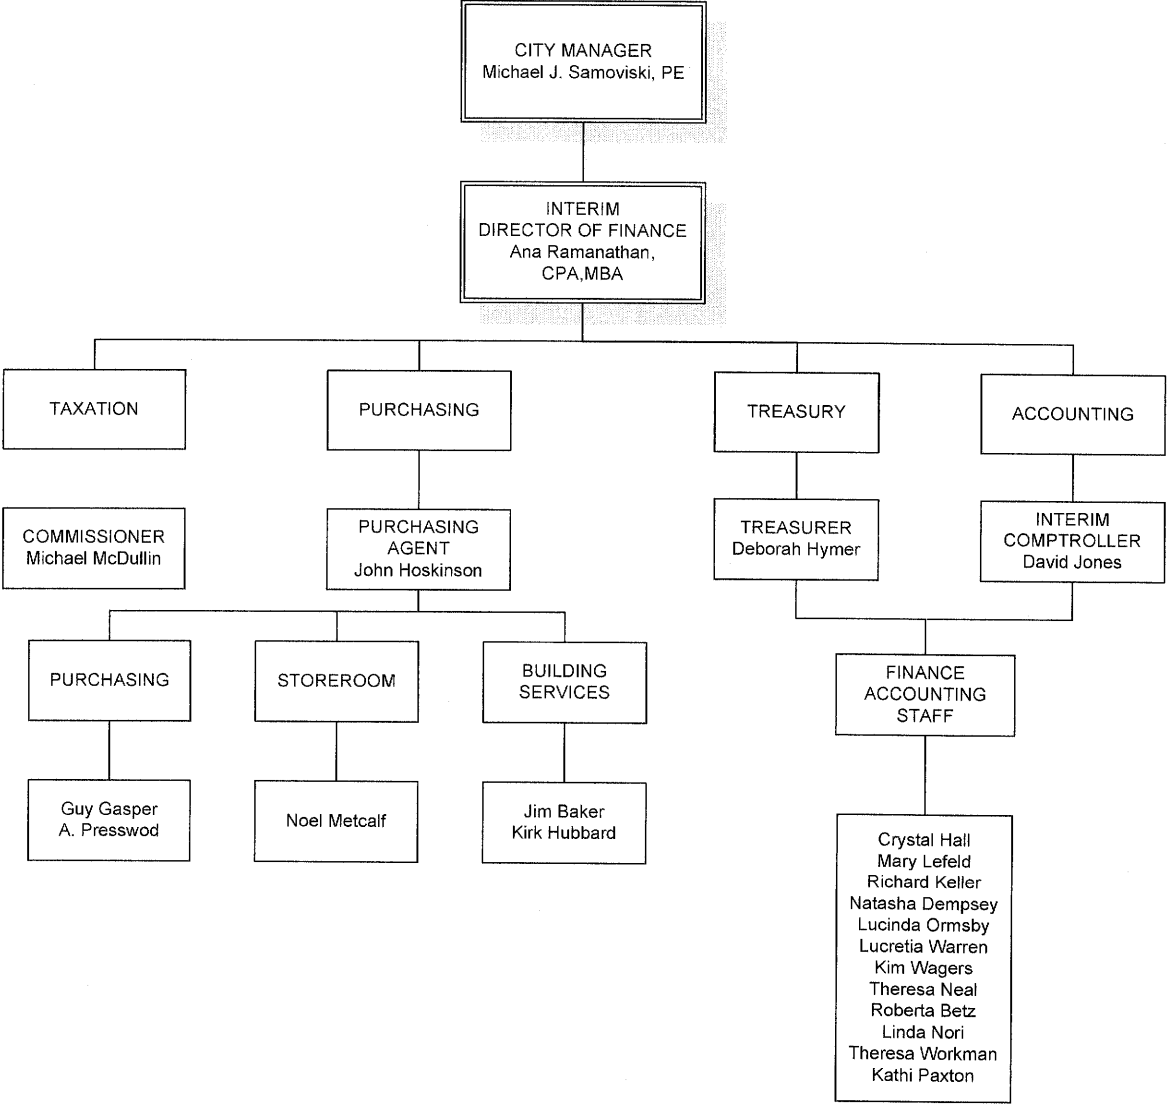 CITY MANAGER
Michael J. Samoviski, PE
INTERIM
DIRECTOR OF FINANCE
Ana Ramanathan,
CPA,MBA
TAXATION
PURCHASING
TREASURY
ACCOUNTING
COMMISSIONER
Michael McDullin
PURCHASING
AGENT
John Hoskinson
TREASURER
Deborah Hymer
INTERIM
COMPTROLLER
David Jones
PURCHASING
STOREROOM
BUILDING
SERVICES
FINANCE
ACCOUNTING
STAFF
Guy Gasper
A. Presswod
Noel Metcalf
Jim Baker
Kirk Hubbard
Crystal Hall
Mary Lefeld
Richard Keller
Natasha Dempsey
Lucinda Ormsby
Lucretia Warren
Kim Wagers
Theresa Neal
Roberta Betz
Linda Nori
Theresa Workman
Kathi Paxton